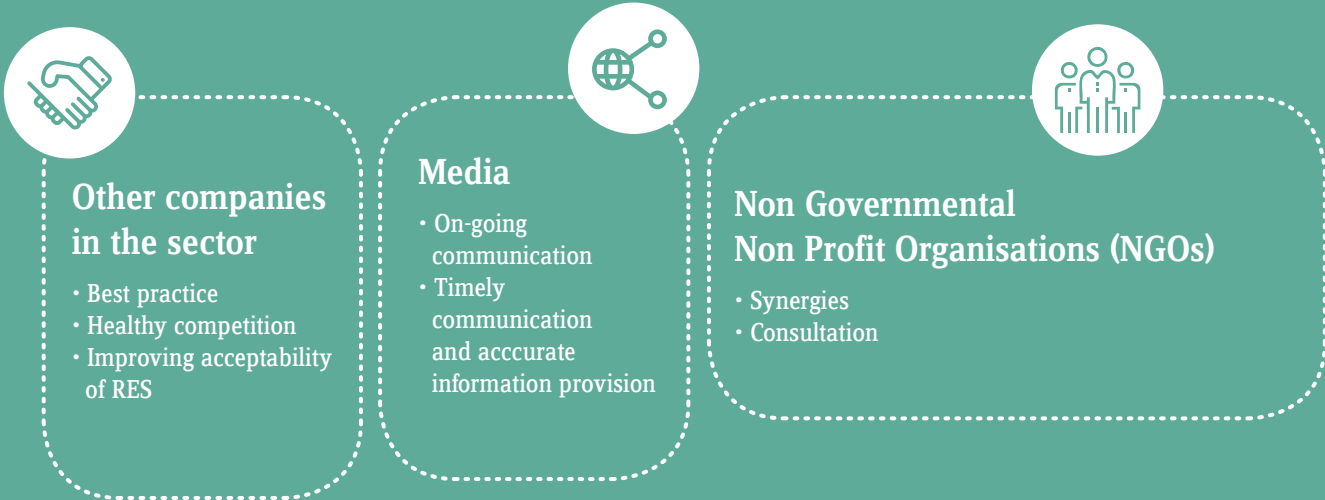 Other companies
in the sector
· Best practice
· Healthy competition
· Improving acceptability
of RES
Media
· On-going
communication
· Timely
communication
and acccurate
information provision
Non Governmental
Non Profit Organisations (NGOs)
· Synergies
· Consultation